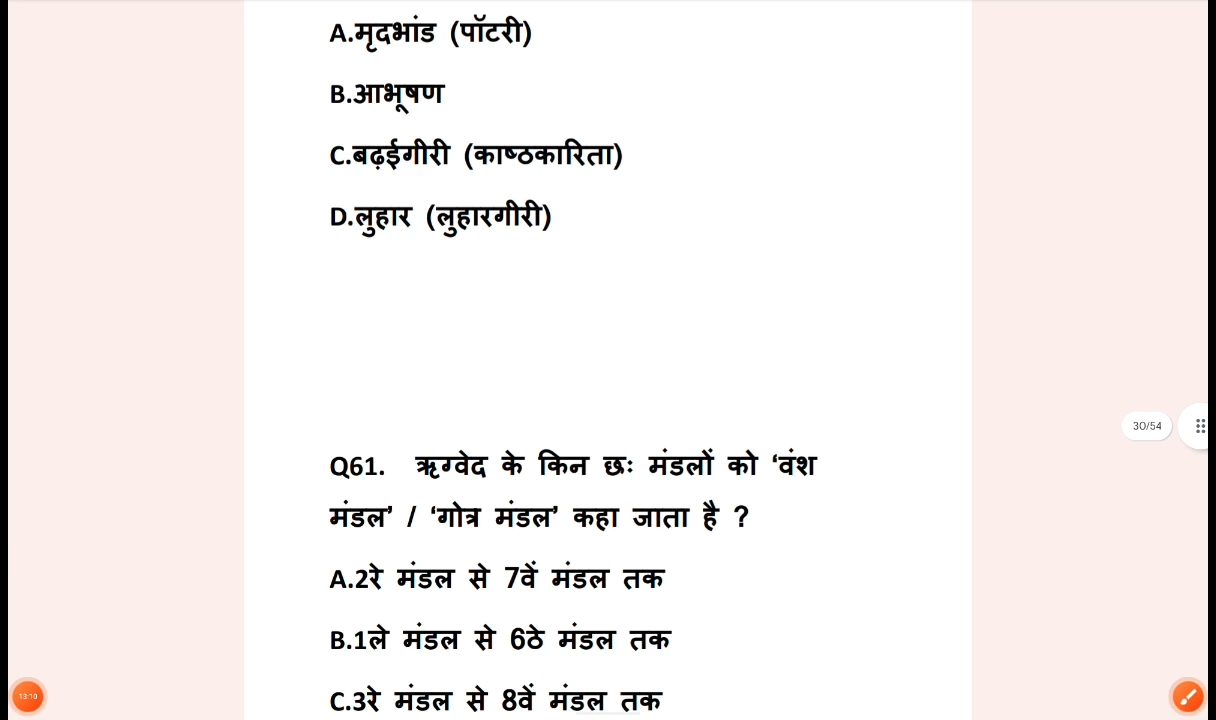 A.मृदभांड (पॉटरी)
B.आभूषण
C.बढ़ईगीरी (काष्ठकारिता)
D.लुहार (लुहारगीरी)
30/54
Q61. ऋग्वेद के किन छः मंडलों को ‘वंश
मंडल’ / ‘गोत्र मंडल’ कहा जाता है ?
A.2रे मंडल से 7वें मंडल तक
B.1ले मंडल से 6ठे मंडल तक
C.3रे मंडल से 8वें मंडल तक
13:10